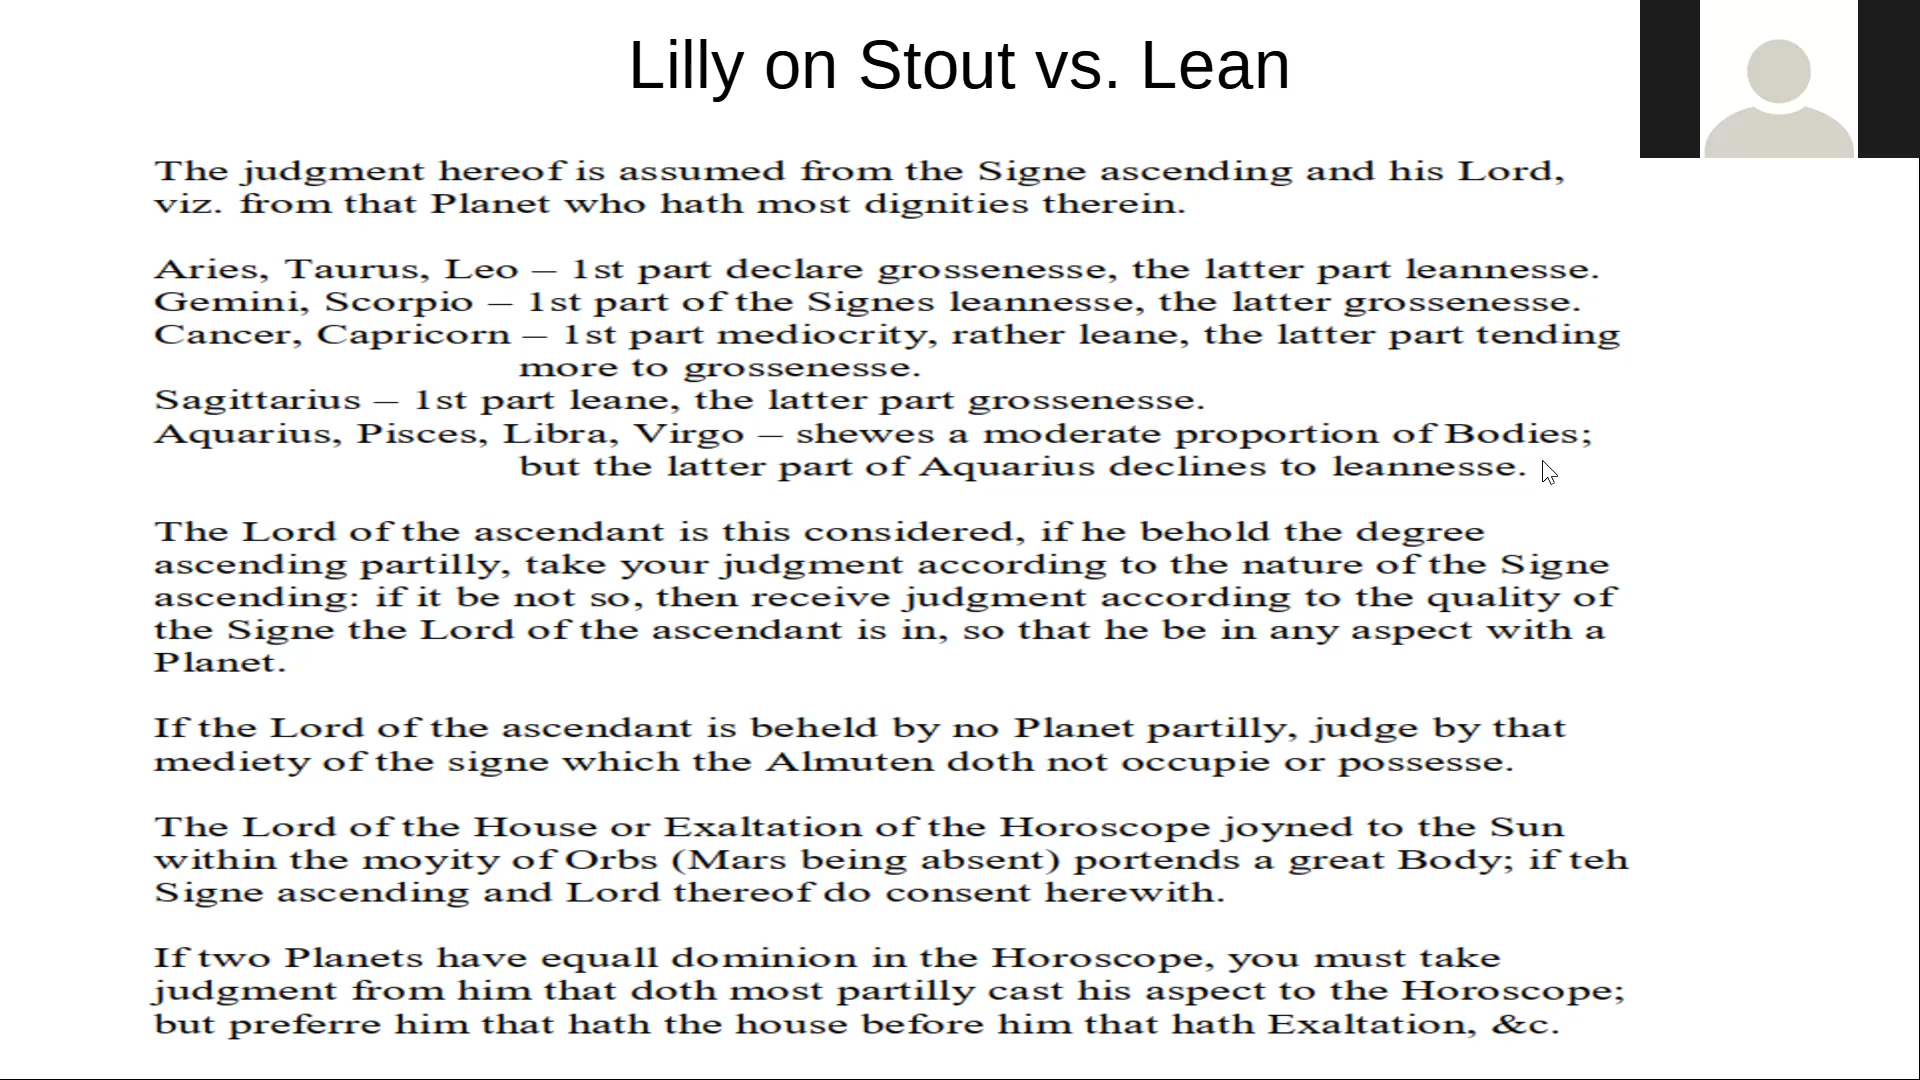 Lilly on Stout vs. Lean
The judgment hereof is assumed from the Signe ascending and his Lord,
viz. from that Planet who hath most dignities therein.
Aries, Taurus, Leo – 1st part declare grossenesse, the latter part leannesse.
Gemini, Scorpio – 1st part of the Signes leannesse, the latter grossenesse.
Cancer, Capricorn – 1st part mediocrity, rather leane, the latter part tending
more to grossenesse.
Sagittarius – 1st part leane, the latter part grossenesse.
Aquarius, Pisces, Libra, Virgo – shewes a moderate proportion of Bodies;
but the latter part of Aquarius declines to leannesse.
The Lord of the ascendant is this considered, if he behold the degree
ascending partilly, take your judgment according to the nature of the Signe
ascending: if it be not so, then receive judgment according to the quality of
the Signe the Lord of the ascendant is in, so that he be in any aspect with a
Planet.
If the Lord of the ascendant is beheld by no Planet partilly, judge by that
mediety of the signe which the Almuten doth not occupie or possesse.
The Lord of the House or Exaltation of the Horoscope joyned to the Sun
within the moyity of Orbs (Mars being absent) portends a great Body; if teh
Signe ascending and Lord thereof do consent herewith.
If two Planets have equall dominion in the Horoscope, you must take
judgment from him that doth most partilly cast his aspect to the Horoscope;
but preferre him that hath the house before him that hath Exaltation, &c.